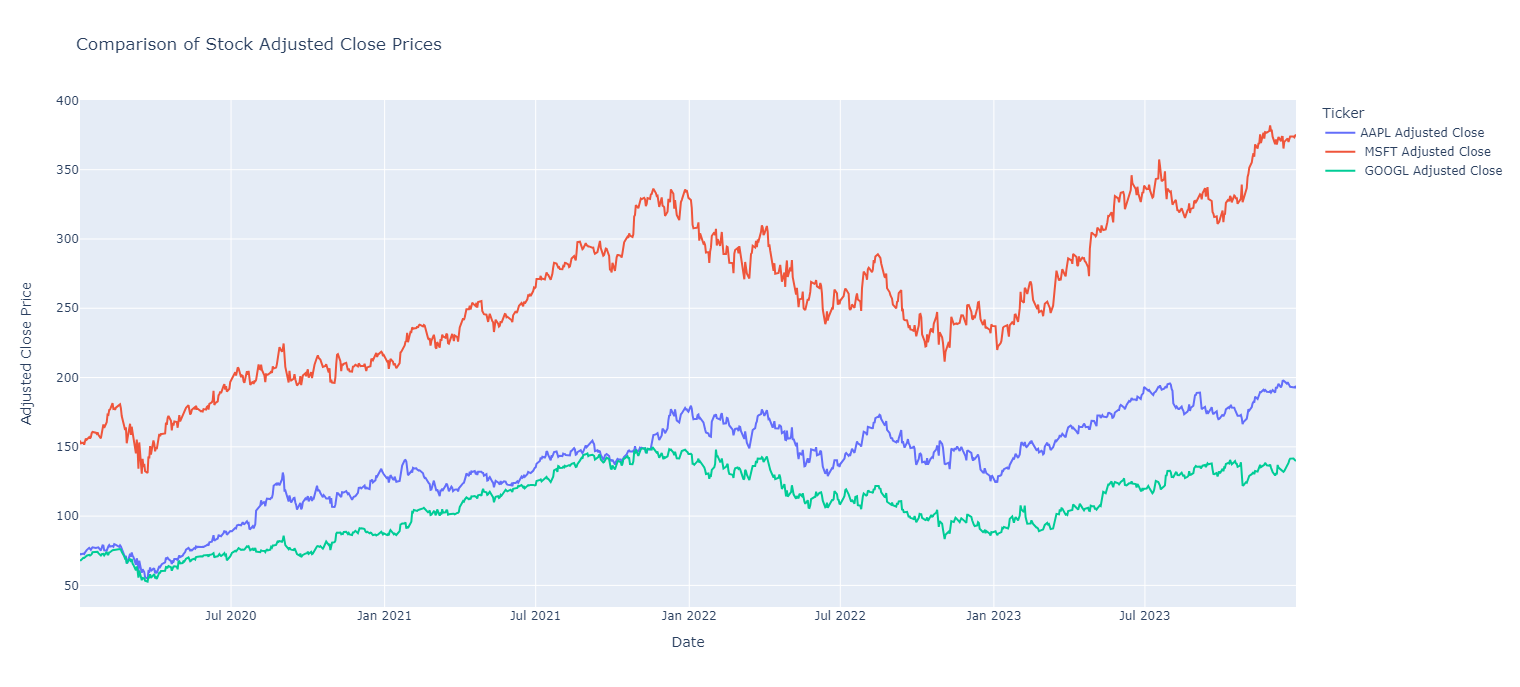 Comparison of Stock Adjusted Close Prices
400
350
300
250
200
150
100
50
Adjusted Close Price
Jul 2020
Jan 2021
Jul 2021
Jan 2022
Jul 2022
Jan 2023
Jul 2023
Date
Ticker
AAPL Adjusted Close
MSFT Adjusted Close
GOOGL Adjusted Close